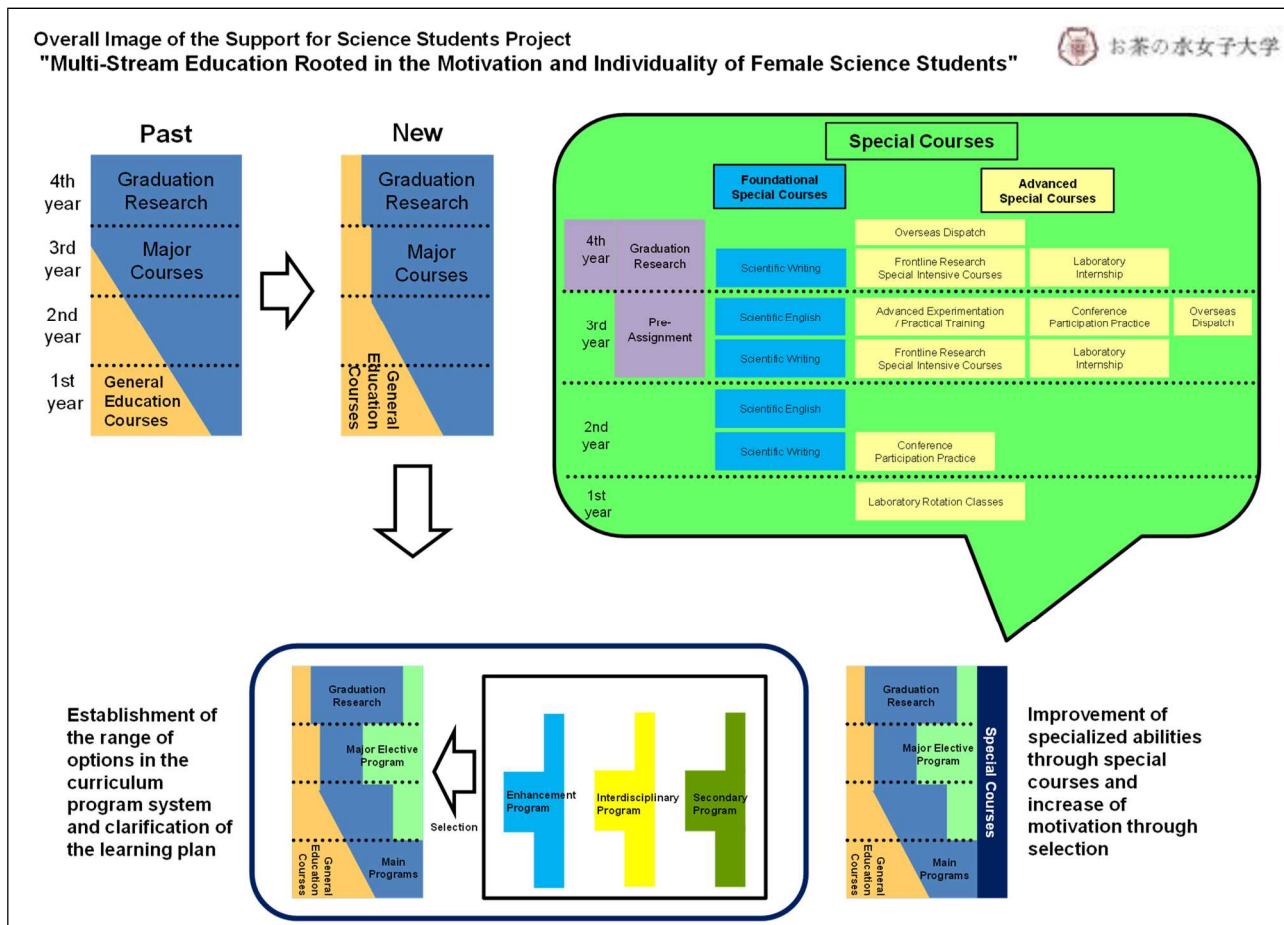 Overall Image of the Support for Science Students Project
"Multi-Stream Education Rooted in the Motivation and Individuality of Female Science Students"
お茶の水女子大学
Past
New
4th
year
3rd
year
2nd
year
1st
year
Graduation
Research
Major
Courses
General
Education
Courses
Graduation
Research
Major
Courses
General
Education
Courses
Special Courses
Foundational
Special Courses
Advanced
Special Courses
4th
year
Graduation
Research
Overseas Dispatch
Scientific Writing
Frontline Research
Special Intensive Courses
Laboratory
Internship
3rd
year
Pre-
Assignment
Scientific English
Advanced Experimentation
/ Practical Training
Conference
Participation Practice
Overseas
Dispatch
Scientific Writing
Frontline Research
Special Intensive Courses
Laboratory
Internship
2nd
year
Scientific English
Scientific Writing
Conference
Participation Practice
1st
year
Laboratory Rotation Classes
Establishment of
the range of
options in the
curriculum
program system
and clarification of
the learning plan
Graduation
Research
Major Elective
Program
General
Education
Courses
Main
Programs
Selection
Enhancement
Program
Interdisciplinary
Program
Secondary
Program
Graduation
Research
Major Elective
Program
General
Education
Courses
Main
Programs
Special Courses
Improvement of
specialized abilities
through special
courses and
increase of
motivation through
selection